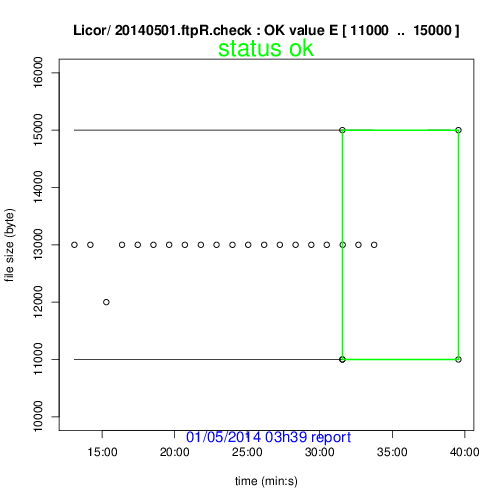 Licor/ 20140501.ftpR.check : OK value E [ 11000 .. 15000 ]
status ok
file size (byte)
16000
15000
14000
13000
12000
11000
10000
01/05/2014 03h39 report
15:00 20:00 25:00 30:00 35:00 40:00
time (min:s)